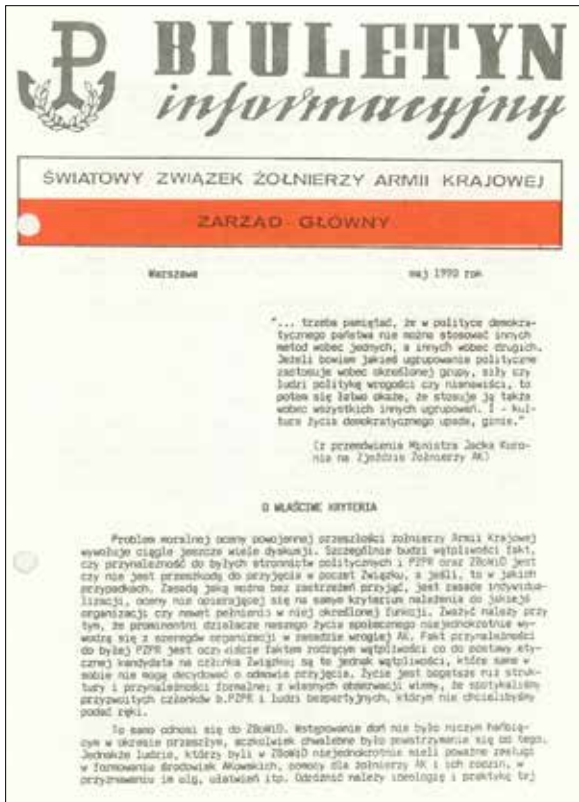 BIULETYN
informacyjny
ŚWIATOWY ZWIĄZEK ŻOŁNIERZY ARMII KRAJOWEJ
ZARZĄD GŁÓWNY
Warszawa maj 1990 rok
"... trzeba pamiętać, że w polityce demokra-
tycznego państwa nie można stosować innych
metod wobec jednych, a innych wobec drugich.
Jeżeli bowiem jakieś ugrupowanie polityczne
zastosuje wobec określonej grupy, siły czy
ludzi politykę wrogości czy nienawiści, to
potem się łatwo okaże, że stosuje ją także
wobec wszystkich innych ugrupowań. I - kul-
tura życia demokratycznego upada, ginie."
(z przemówienia Ministra Jacka Kuro-
nia na Zjeździe Żołnierzy AK)
O WŁAŚCIWE KRYTERIA
Problem moralnej oceny powojennej przeszłości żołnierzy Armii Krajowej
wywołuje ciągle jeszcze wiele dyskusji. Szczególnie budzi wątpliwości fakt,
czy przynależność do byłych stronnictw politycznych i PZPR oraz ZBoWiD jest
czy nie jest przeszkodą do przyjęcia w poczet Związku, a jeśli, to w jakich
przypadkach. Zasadą jaką można bez zastrzeżeń przyjąć, jest zasada indywidua-
lizacji, oceny nie opierającej się na samym kryterium należenia do jakiejś
organizacji czy nawet pełnienia w niej określonej funkcji. Zważyć należy przy
tym, że prominentni działacze naszego życia społecznego niejednokrotnie wy-
wodzą się z szeregów organizacji w zasadzie wrogiej AK. Fakt przynależności
do byłej PZPR jest oczywiście faktem rodzącym wątpliwości co do postawy ety-
cznej kandydata na członka Związku; są to jednak wątpliwości, które same w
sobie nie mogą decydować o odmowie przyjęcia. Życie jest bogatsze niż struk-
tury i przynależności formalne; z własnych obserwacji wiemy, że spotykaliśmy
przyzwoitych członków b.PZPR i ludzi bezpartyjnych, którym nie chcielibyśmy
podać ręki.
To samo odnosi się do ZBoWiD. Wstępowanie doń nie było niczym hańbią-
cym w okresie przeszłym, aczkolwiek chwalebne było powstrzymanie się od tego.
Jednakże ludzie, którzy byli w ZBoWiD niejednokrotnie mieli poważne zasługi
w formowaniu środowisk AKowskich, pomocy dla żołnierzy AK i ich rodzin, w
przyznawaniu im ulg, ułatwień itp. Odróżnić należy ideologię i praktykę tej